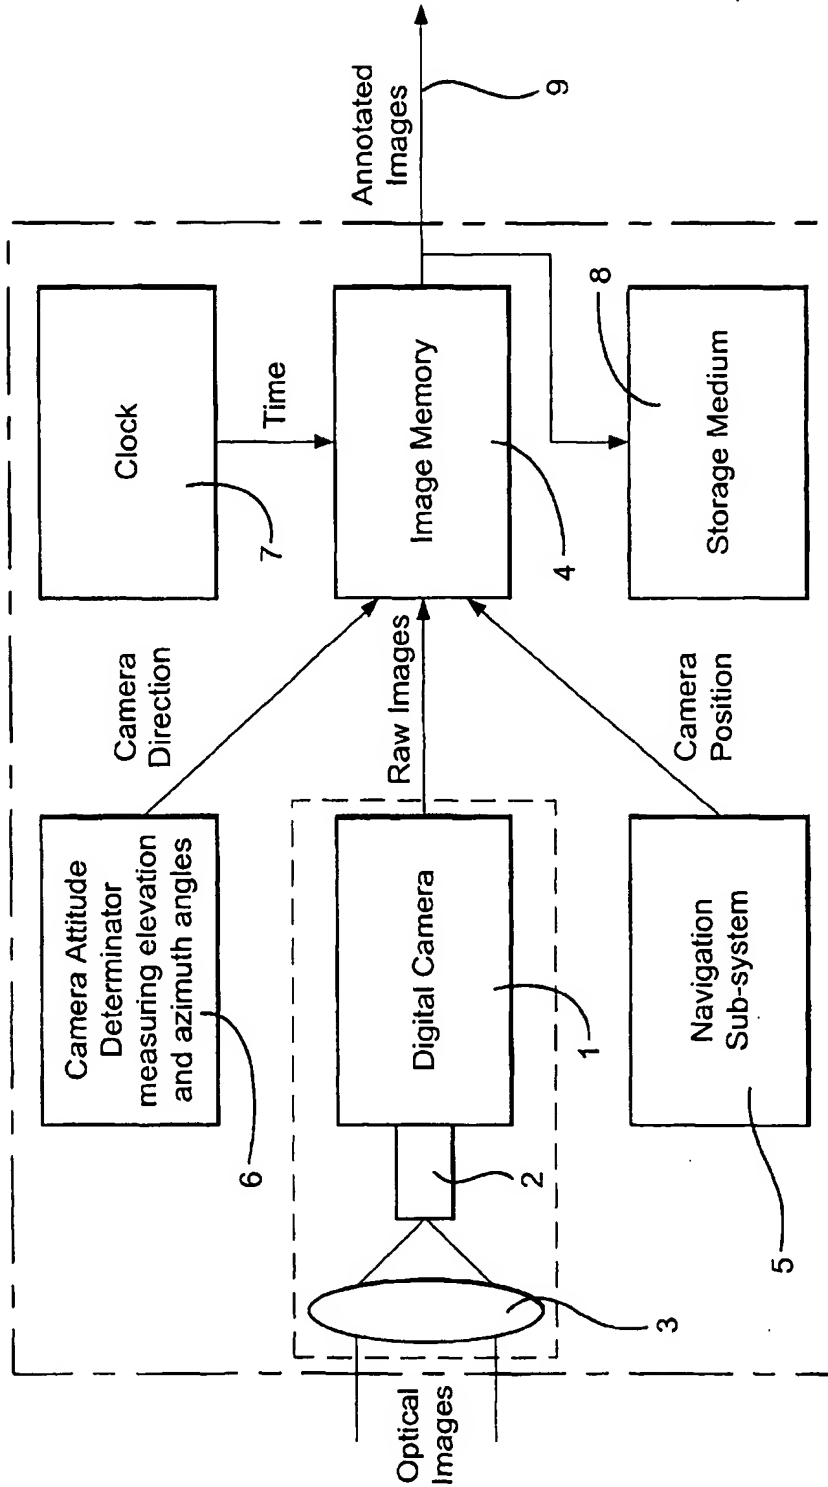 Camera Attitude
Determinator
measuring elevation
and azimuth angles
6
Camera
Direction
Clock
7
Time
Optical
Images
3
2
Digital Camera
1
Raw Images
Image Memory
4
Annotated
Images
9
Navigation
Sub-system
5
Camera
Position
Storage Medium
8